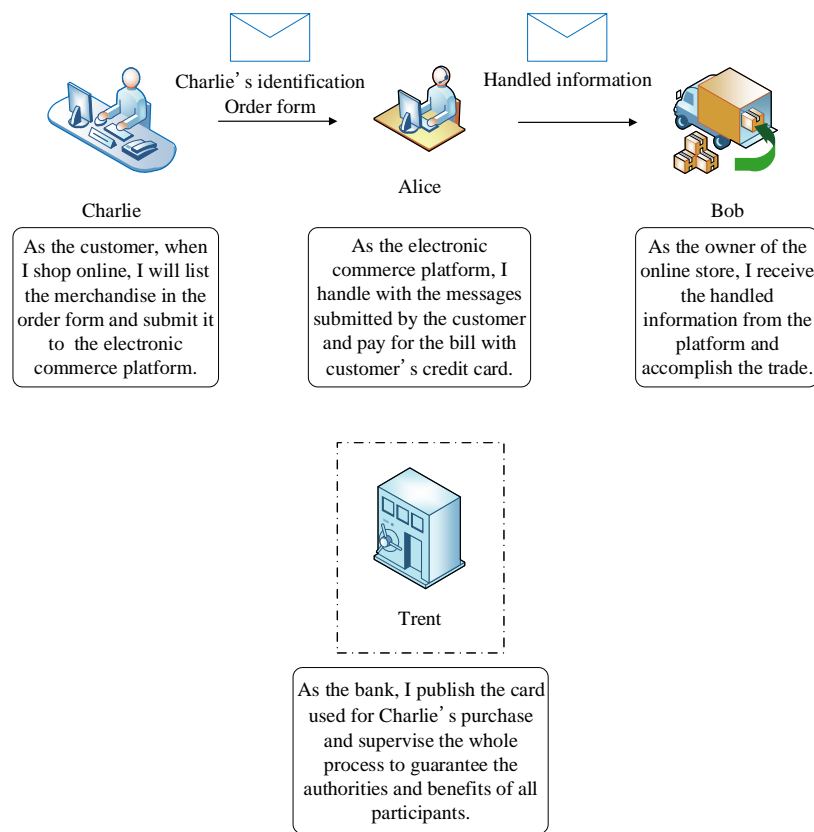 Charlie’s identification
Order form
Handled information
Charlie
Alice
Bob
As the customer, when
I shop online, I will list
the merchandise in the
order form and submit it
to the electronic
commerce platform.
As the electronic
commerce platform, I
handle with the messages
submitted by the customer
and pay for the bill with
customer’s credit card.
As the owner of the
online store, I receive
the handled
information from the
platform and
accomplish the trade.
Trent
As the bank, I publish the card
used for Charlie’s purchase
and supervise the whole
process to guarantee the
authorities and benefits of all
participants.